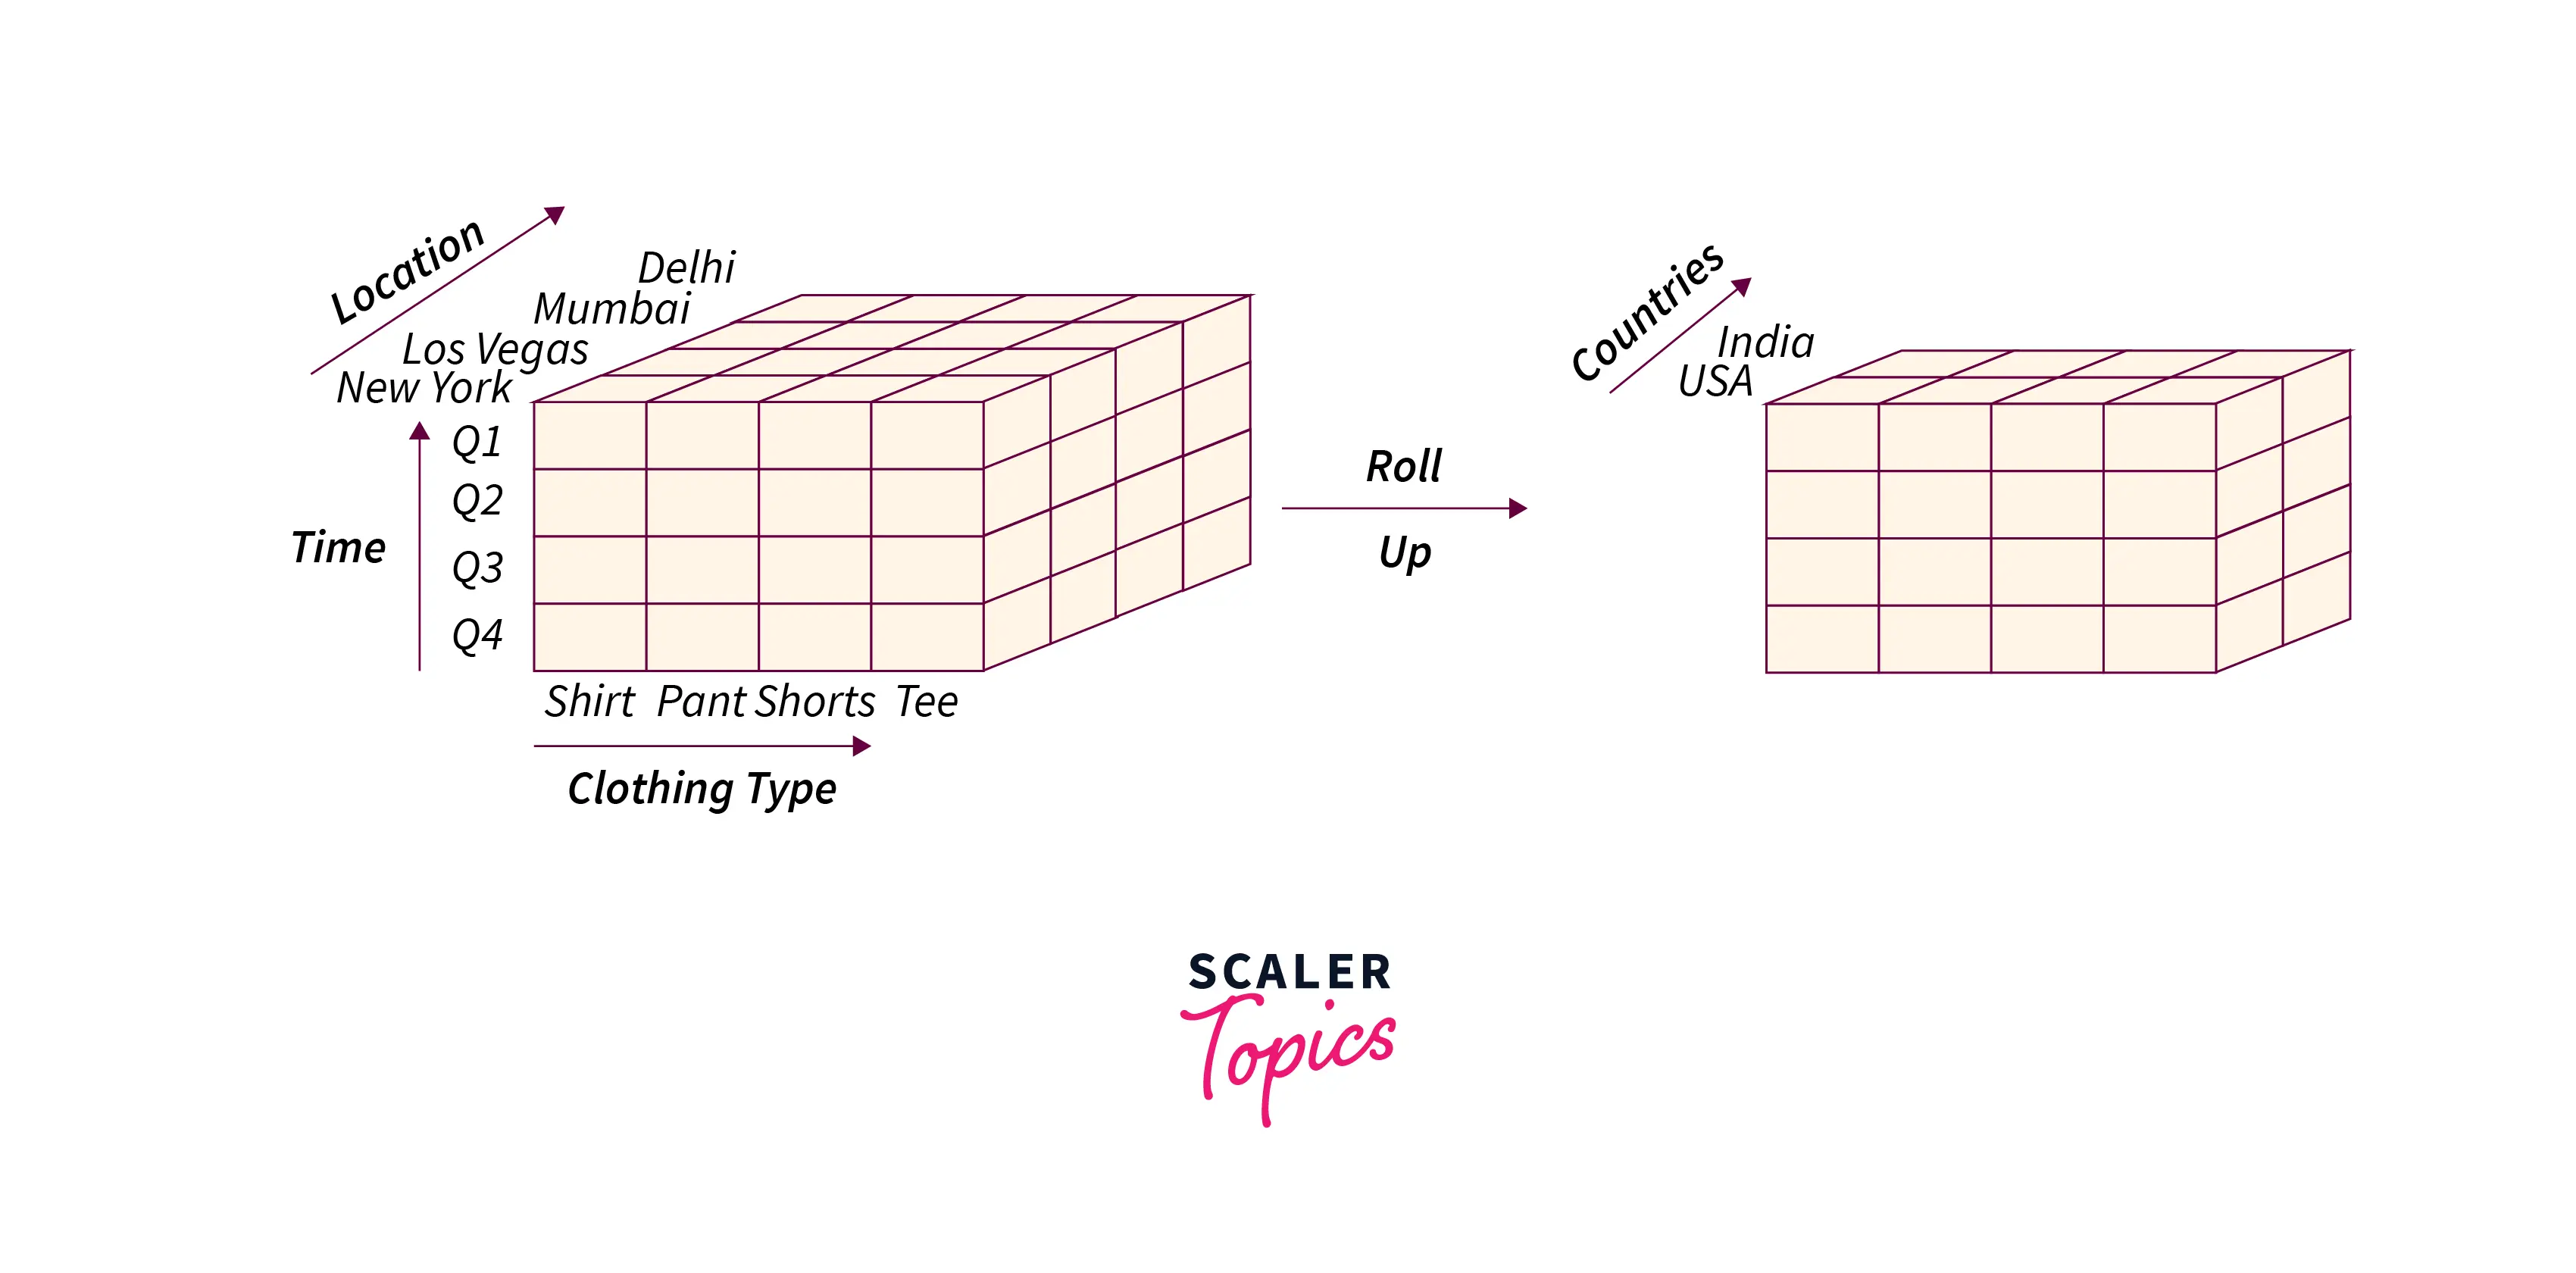 Location
Delhi
Mumbai
Los Vegas
New York
Time
Q1
Q2
Q3
Q4
Shirt Pant Shorts Tee
Clothing Type
Roll
Up
Countries
India
USA
SCALER
Topics